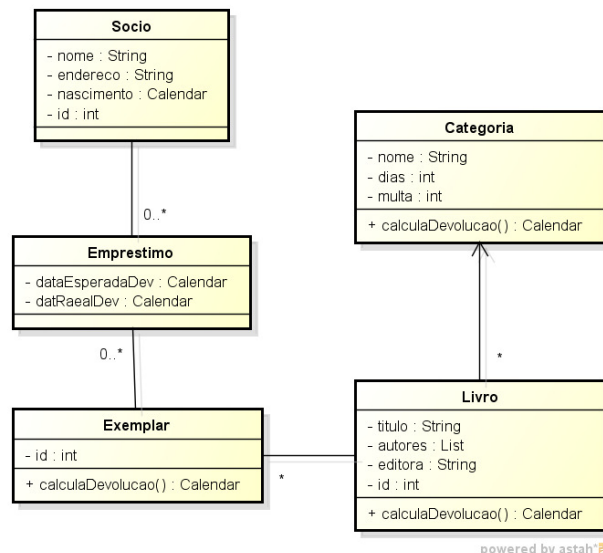 Socio
- nome : String
- endereco : String
- nascimento : Calendar
- id : int
0..*
Emprestimo
- dataEsperadaDev : Calendar
- datRaealDev : Calendar
0..*
Exemplar
- id : int
+ calculaDevolucao() : Calendar
*
Categoria
- nome : String
- dias : int
- multa : int
+ calculaDevolucao() : Calendar
*
Livro
- titulo : String
- autores : List
- editora : String
- id : int
+ calculaDevolucao() : Calendar
powered by astah*